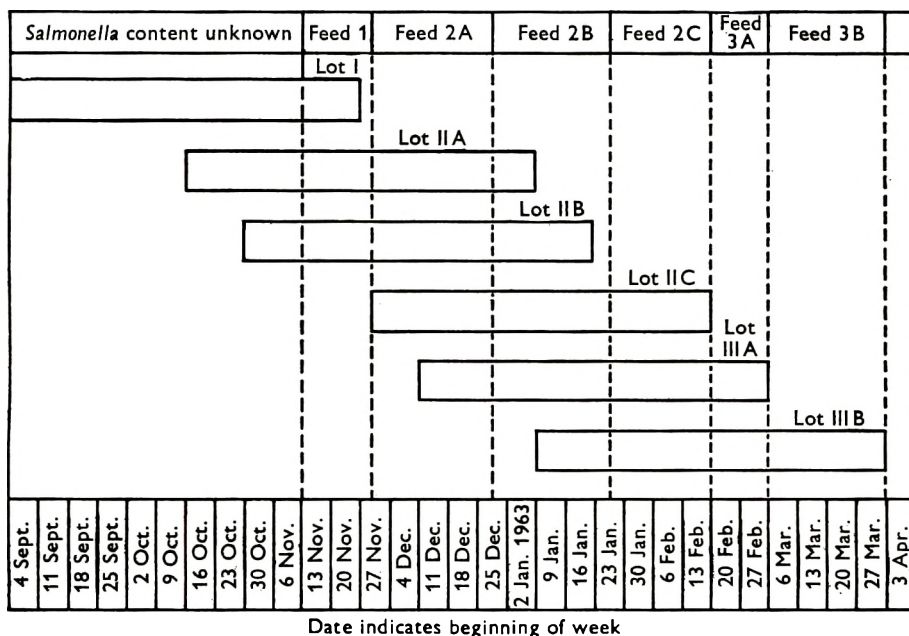 Salmonella content unknown Feed 1 Feed 2A Feed 2B Feed 2C Feed 3A Feed 3B
Lot I
Lot IIA
Lot IIB
Lot IIC
Lot
IIIA
Lot IIIB
4 Sept.
11 Sept.
18 Sept.
25 Sept.
2 Oct.
9 Oct.
16 Oct.
23 Oct.
30 Oct.
6 Nov.
13 Nov.
20 Nov.
27 Nov.
4 Dec.
11 Dec.
18 Dec.
25 Dec.
2 Jan. 1963
9 Jan.
16 Jan.
23 Jan.
30 Jan.
6 Feb.
13 Feb.
20 Feb.
27 Feb.
6 Mar.
13 Mar.
20 Mar.
27 Mar.
3 Apr.
Date indicates beginning of week